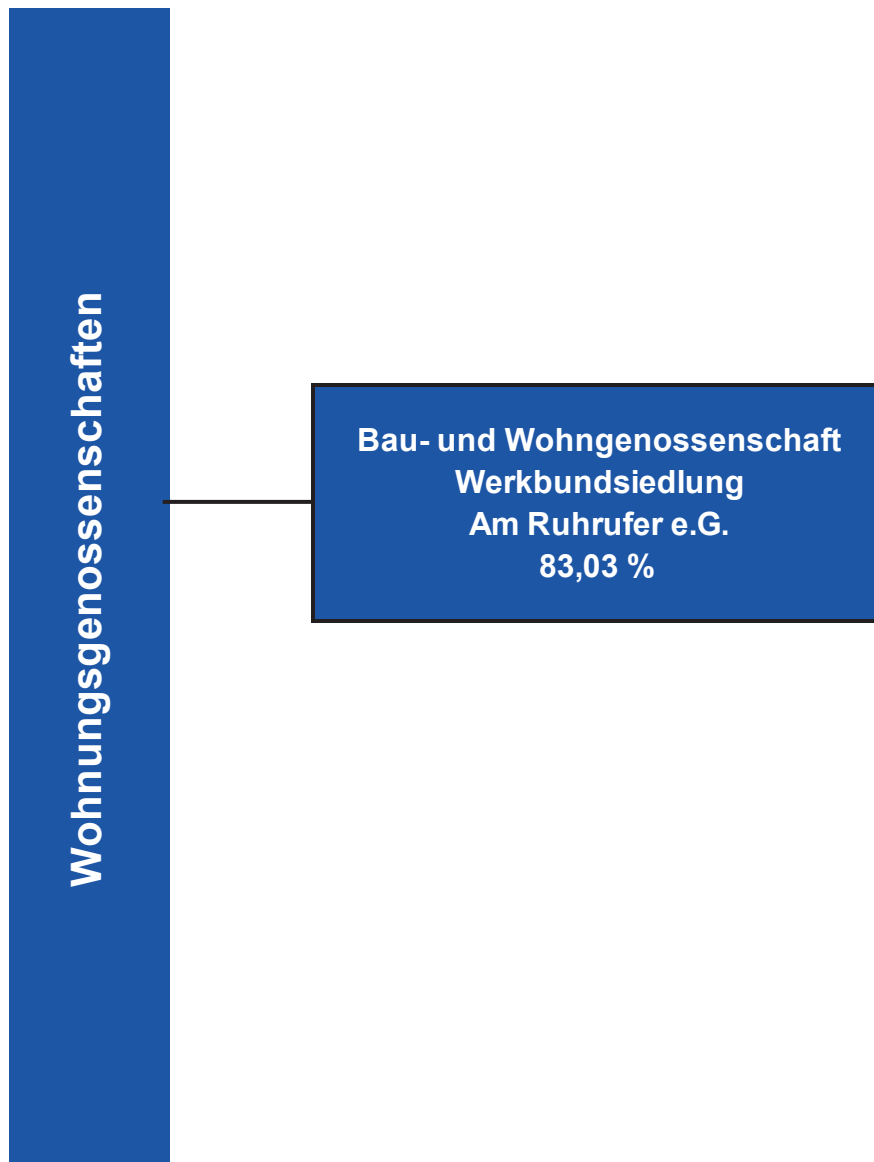 Wohnungsgenossenschaften
Bau- und Wohngenossenschaft
Werkbundsiedlung
Am Ruhrufer e.G.
83,03 %